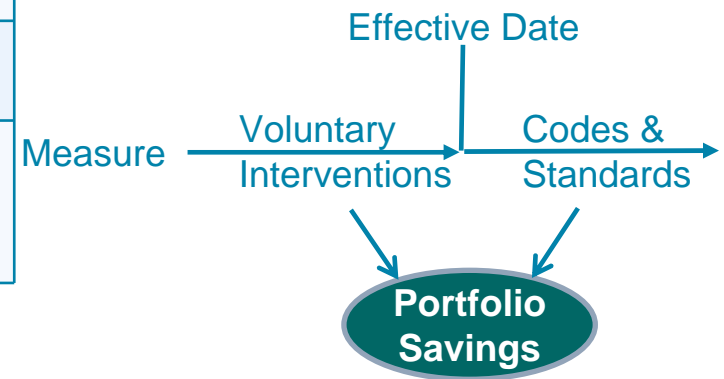 Effective Date
Measure
Voluntary
Interventions
Codes &
Standards
Portfolio
Savings